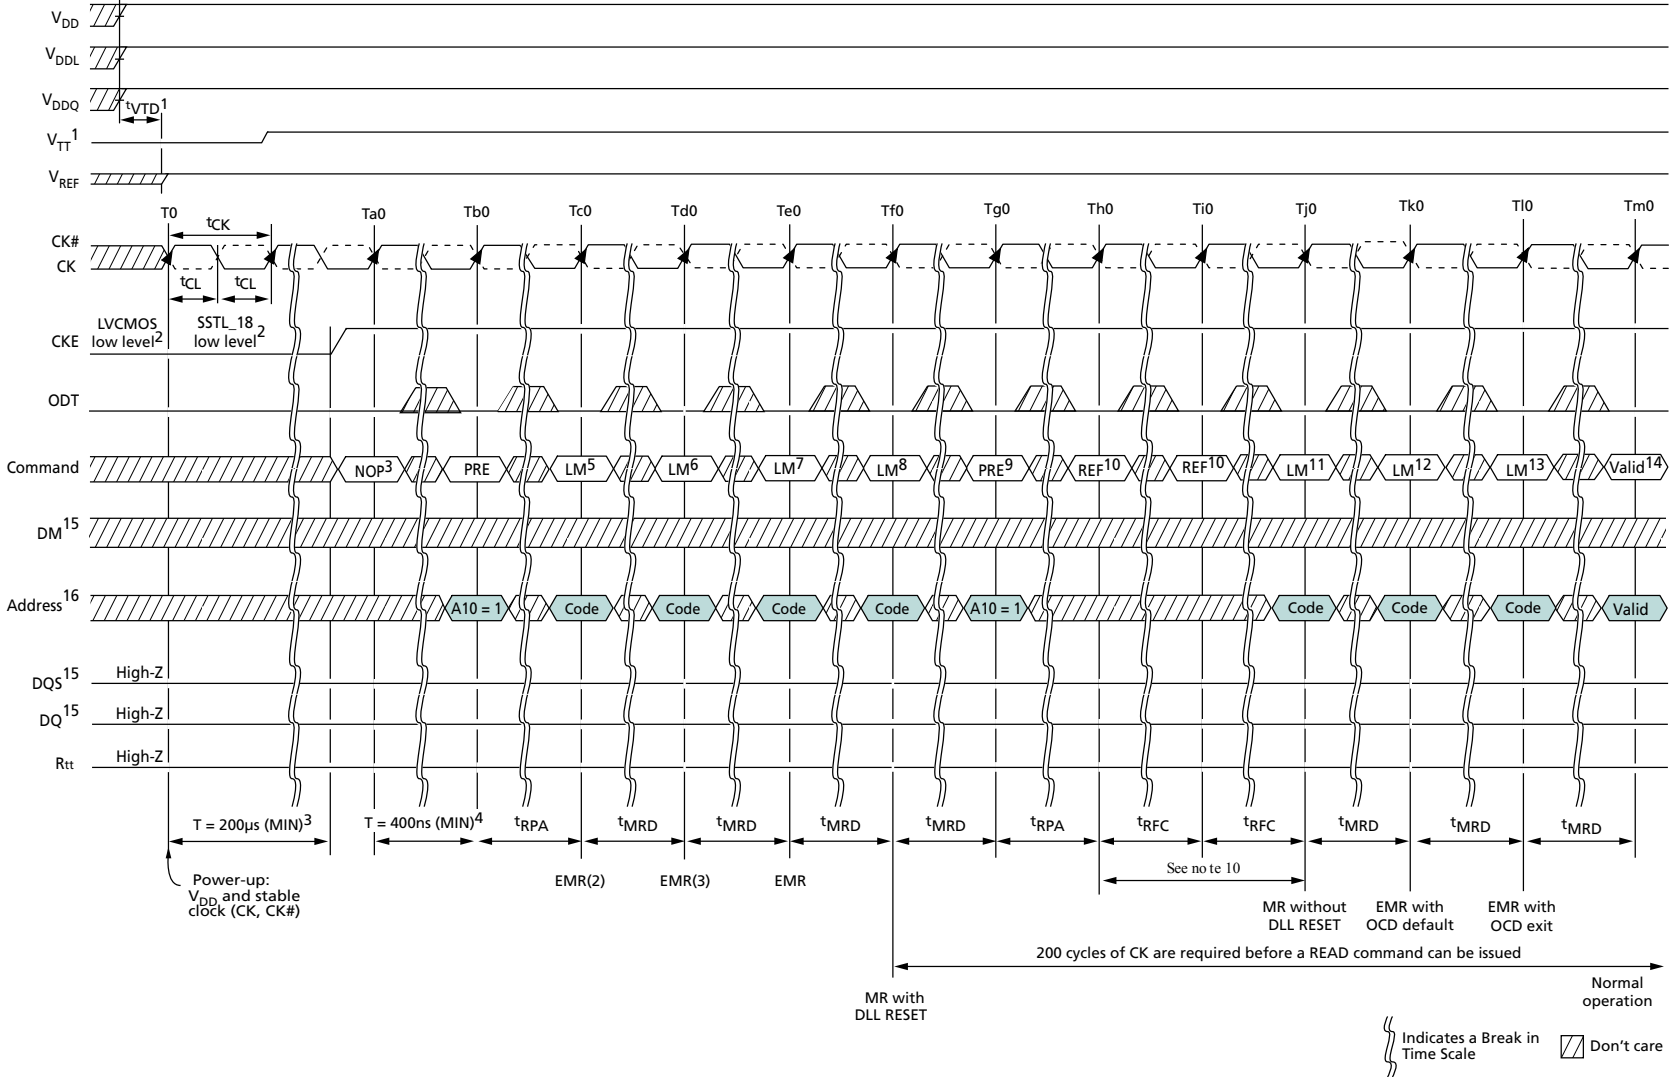 VDD
VDDL
VDDQ
tVTD1
VTT1
VREF
T0 Ta0 Tb0 Tc0 Td0 Te0 Tf0 Tg0 Th0 Ti0 Tj0 Tk0 Tl0 Tm0
tCK
CK#
CK
tCL tCL
LVCMOS
low level2
SSTL_18
low level2
CKE
ODT
Command NOP3 PRE LM5 LM6 LM7 LM8 PRE9 REF10 REF10 LM11 LM12 LM13 Valid14
DM15
Address16 A10 = 1 Code Code Code Code A10 = 1 Code Code Code Valid
DQS15 High-Z
DQ15 High-Z
Rtt High-Z
T = 200µs (MIN)3 T = 400ns (MIN)4 tRPA tMRD tMRD tMRD tMRD tRPA tRFC tRFC tMRD tMRD tMRD
See note 10
Power-up:
VDD and stable
clock (CK, CK#)
EMR(2) EMR(3) EMR
MR without
DLL RESET
EMR with
OCD default
EMR with
OCD exit
200 cycles of CK are required before a READ command can be issued
MR with
DLL RESET
Normal
operation
Indicates a Break in
Time Scale
Don't care